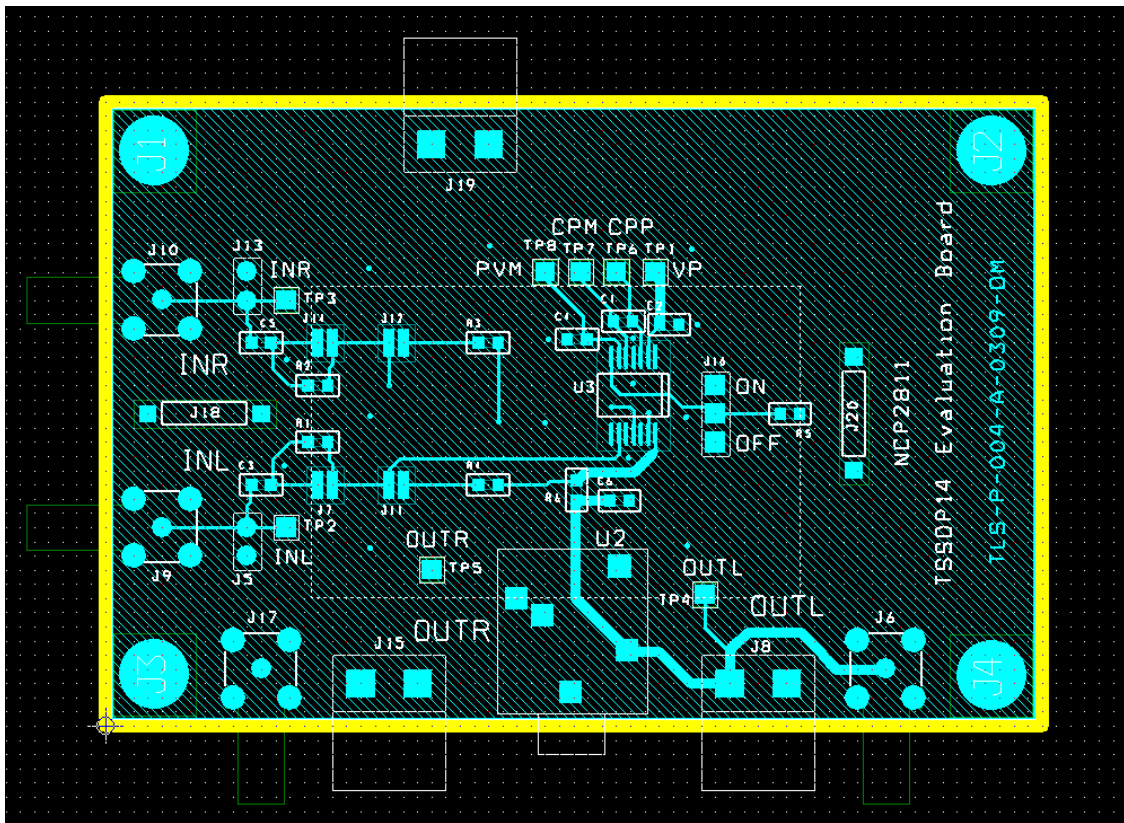 J1
J2
J19
CPM CPP
TP8 TP7 TP6 TP1
PVM
VP
J10
J13
INR
TP3
C5
J14
J12
R3
C4
C1
C2
R2
INR
U3
J16
ON
OFF
R5
J18
J20
R1
INL
C3
J7
J11
R4
R6
C6
TP2
INL
J9
J5
OUTR
TP5
U2
OUTL
TP4
OUTL
J17
OUTR
J15
J8
J6
J3
J4
NCP2811
TSSOP14 Evaluation Board
TLS-P-004-A-0309-DM